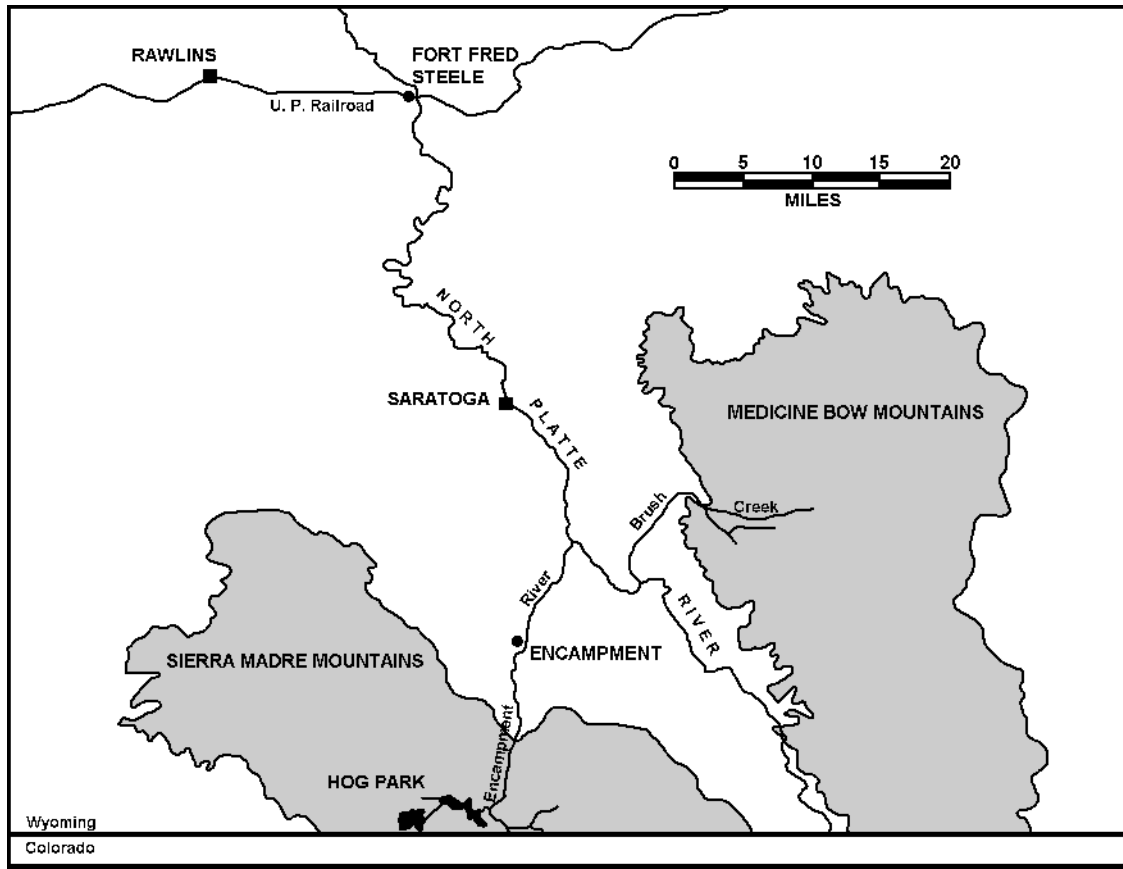 RAWLINS
FORT FRED
STEELE
U. P. Railroad
0 5 10 15 20
MILES
NORTH
SARATOGA
PLATTE
MEDICINE BOW MOUNTAINS
Brush
Creek
River
RIVER
ENCAMPMENT
SIERRA MADRE MOUNTAINS
Encampment
HOG PARK
Wyoming
Colorado